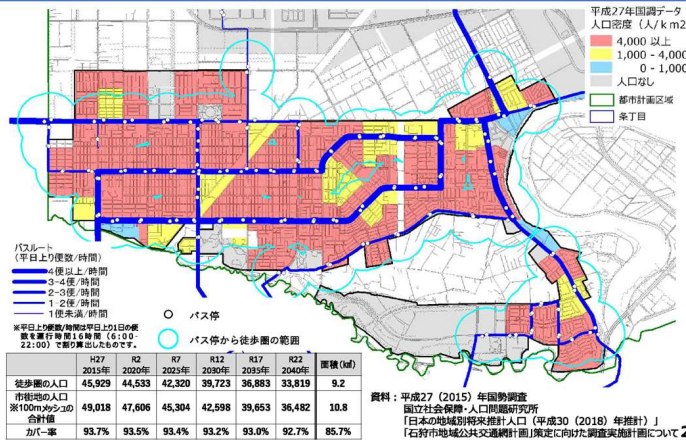 平成27年国調データ
人口密度（人/ｋｍ2
4,000 以上
1,000 - 4,000
0 - 1,000
人口なし
都市計画区域
条丁目
バスルート
（平日上り便数/時間）
4便以上/時間
3-4便/時間
2-3便/時間
1-2便/時間
1便未満/時間
※平日上り便数/時間は平日上り1日の便
数を運行時間16時間（6:00-
22:00）で割り算出したものです。
バス停
バス停から徒歩圏の範囲
H27 2015年 R2 2020年 R7 2025年 R12 2030年 R17 2035年 R22 2040年 面積(㎢)
徒歩圏の人口 45,929 44,533 42,320 39,723 36,883 33,819 9.2
市街地の人口 ※100mメッシュの合計値 49,018 47,606 45,304 42,598 39,653 36,482 10.8
カバー率 93.7% 93.5% 93.4% 93.2% 93.0% 92.7% 85.7%
資料：平成27（2015）年国勢調査
国立社会保障・人口問題研究所
「日本の地域別将来推計人口（平成30（2018）年推計）」
「石狩市地域公共交通網計画」策定に向けた調査実施計画について 2